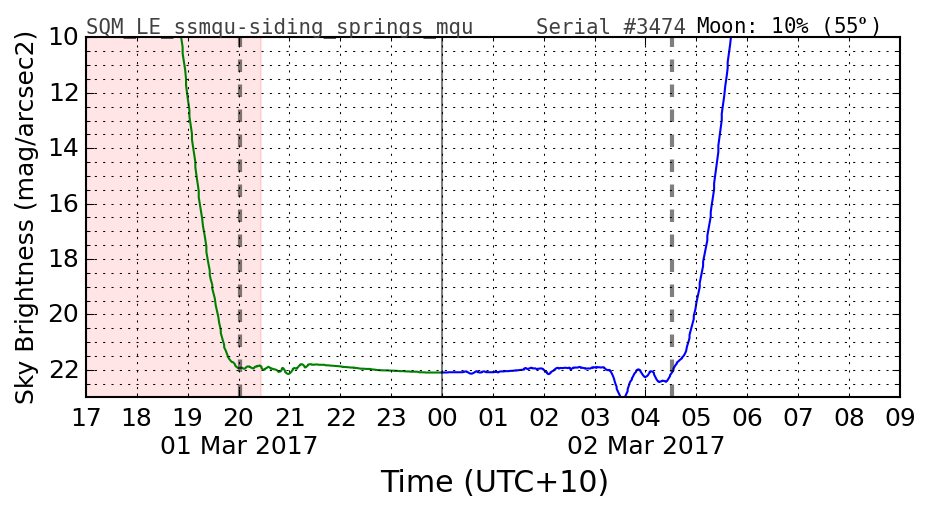 SQM_LE_ssmqu-siding_springs_mqu Serial #3474 Moon: 10% (55°)
Sky Brightness (mag/arcsec2)
10
12
14
16
18
20
22
17 18 19 20 21 22 23 00 01 02 03 04 05 06 07 08 09
01 Mar 2017 02 Mar 2017
Time (UTC+10)